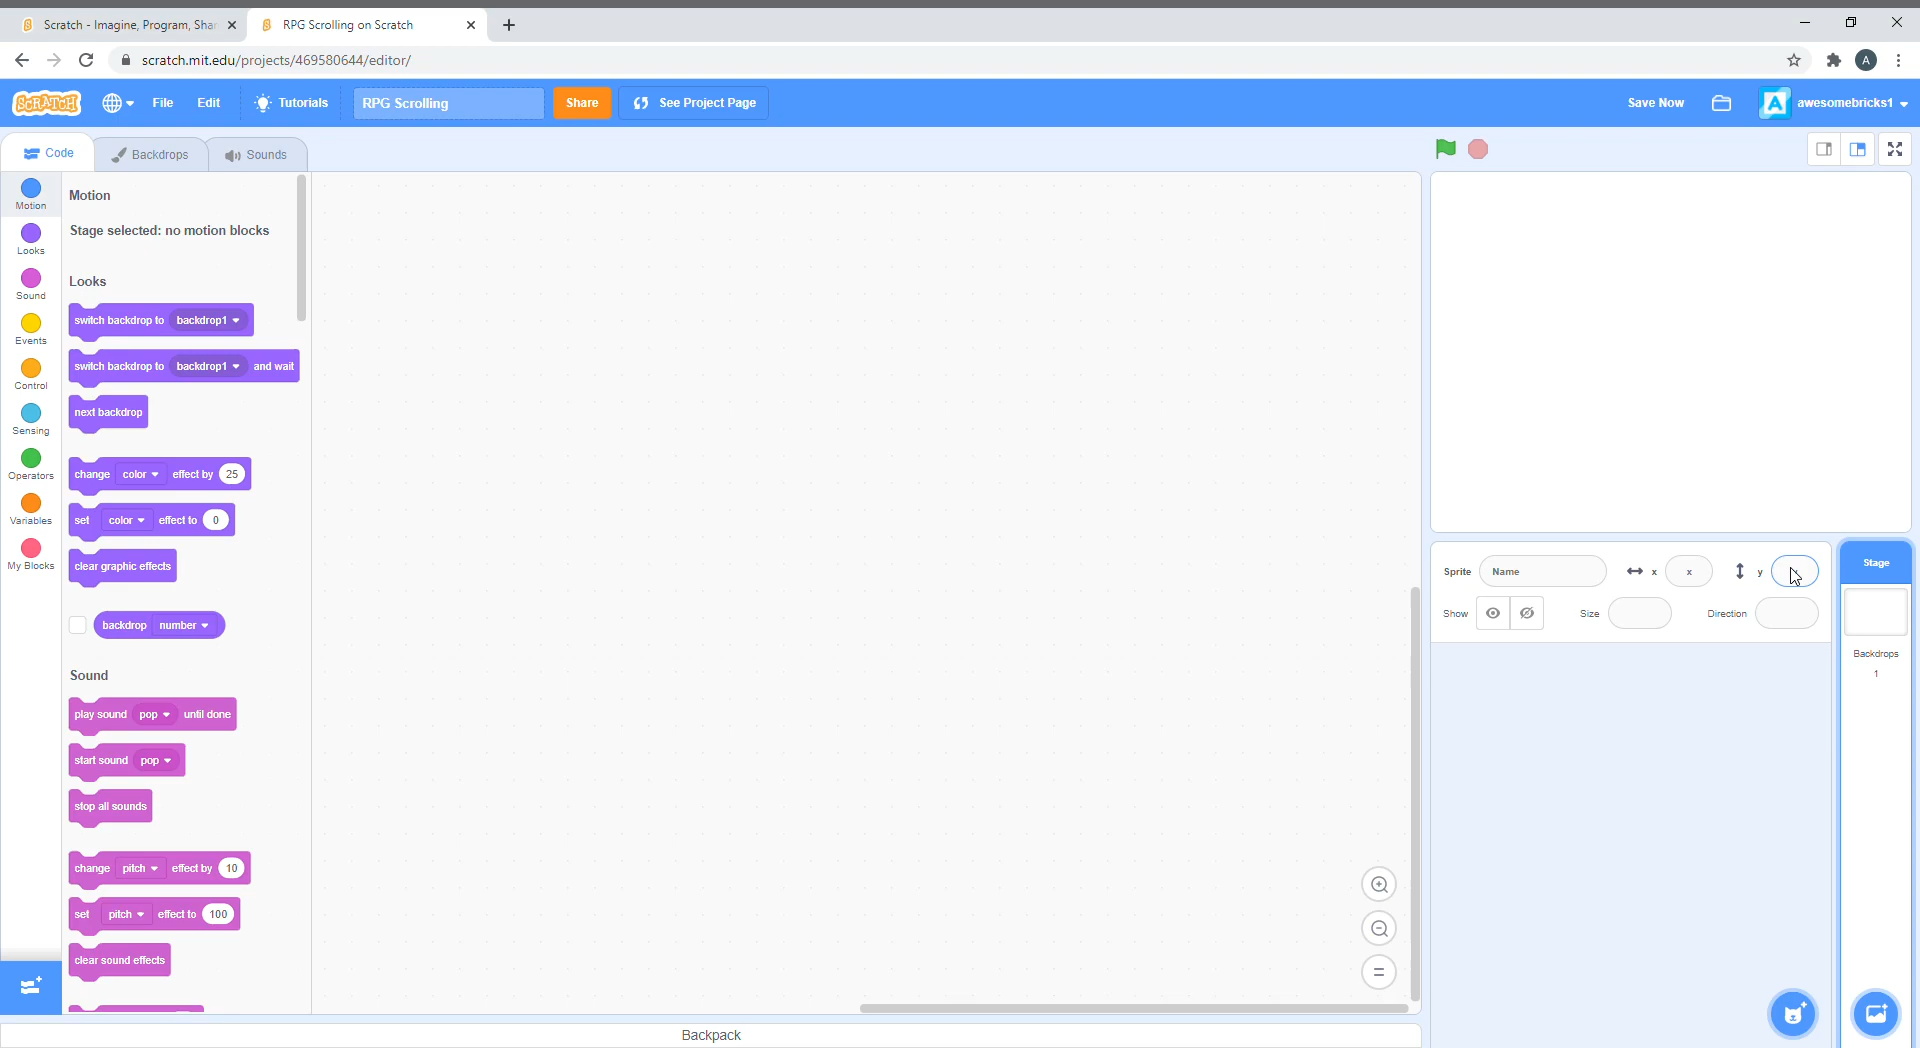 Scratch - Imagine, Program, Shar
RPG Scrolling on Scratch
scratch.mit.edu/projects/469580644/editor/
A
SCRATCH
File
Edit
Tutorials
RPG Scrolling
Share
See Project Page
Save Now
A
awesomebricks1
Code
Backdrops
Sounds
Motion
Looks
Sound
Events
Control
Sensing
Operators
Variables
My Blocks
Motion
Stage selected: no motion blocks
Looks
switch backdrop to backdrop1
switch backdrop to backdrop1 and wait
next backdrop
change color effect by 25
set color effect to 0
clear graphic effects
backdrop number
Sound
play sound pop until done
start sound pop
stop all sounds
change pitch effect by 10
set pitch effect to 100
clear sound effects
Sprite Name x x y
Show Size Direction
Stage
Backdrops
1
Backpack